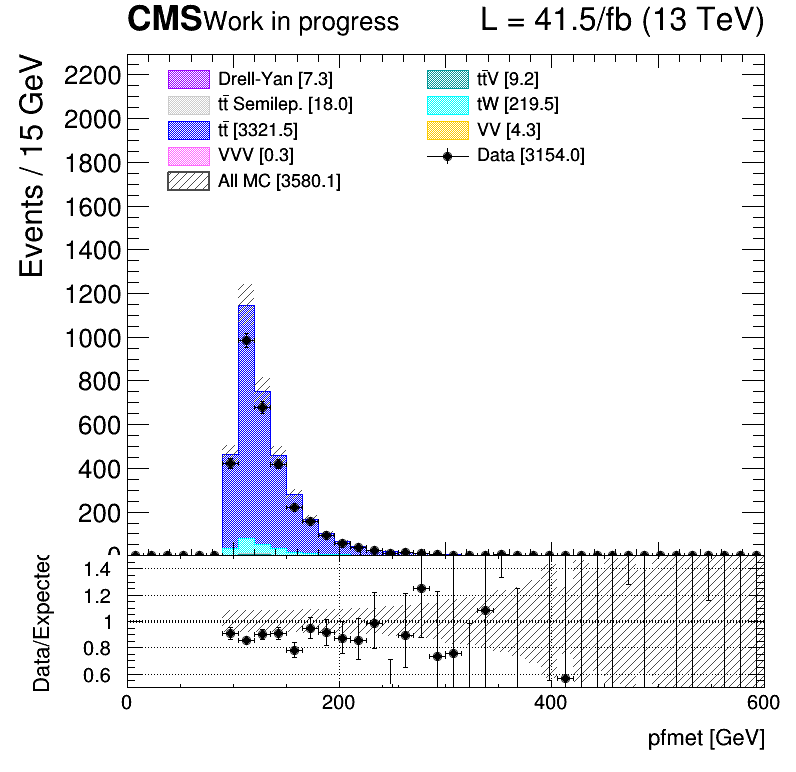 CMS Work in progress L = 41.5/fb (13 TeV)
Drell-Yan [7.3]
tt̄ Semilep. [18.0]
tt̄ [3321.5]
VVV [0.3]
All MC [3580.1]
tt̄V [9.2]
tW [219.5]
VV [4.3]
Data [3154.0]
Events / 15 GeV
2200
2000
1800
1600
1400
1200
1000
800
600
400
200
0
Data/Expected
1.4
1.2
1
0.8
0.6
0 200 400 600
pfmet [GeV]